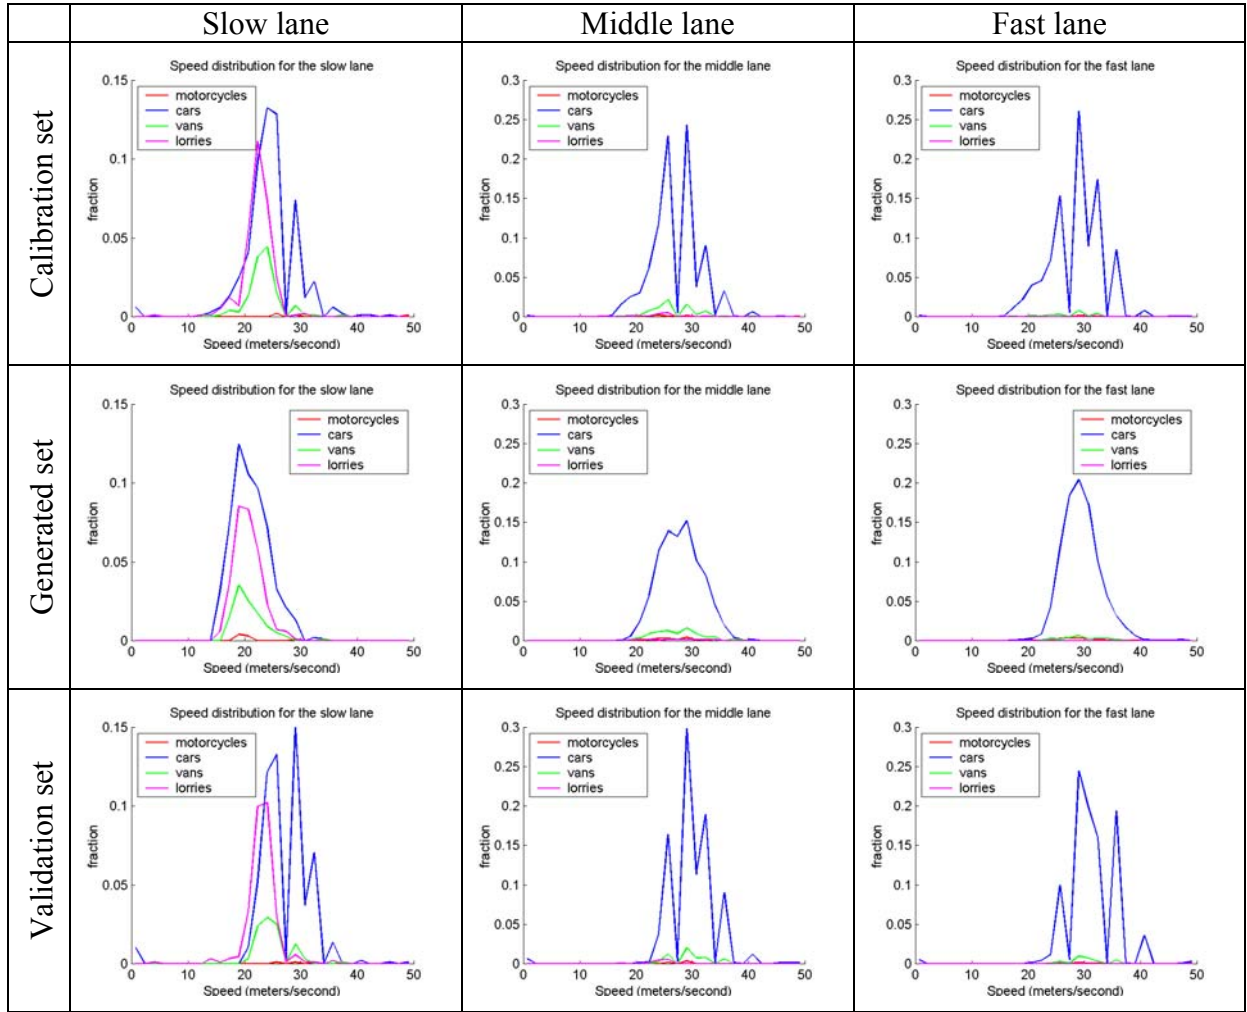 Slow lane
Middle lane
Fast lane
Calibration set
Speed distribution for the slow lane
0.15
0.1
0.05
0
fraction
motorcycles
cars
vans
lorries
0 10 20 30 40 50
Speed (meters/second)
Speed distribution for the middle lane
0.3
0.25
0.2
0.15
0.1
0.05
0
fraction
motorcycles
cars
vans
lorries
0 10 20 30 40 50
Speed (meters/second)
Speed distribution for the fast lane
0.3
0.25
0.2
0.15
0.1
0.05
0
fraction
motorcycles
cars
vans
lorries
0 10 20 30 40 50
Speed (meters/second)
Generated set
Speed distribution for the slow lane
0.15
0.1
0.05
0
fraction
motorcycles
cars
vans
lorries
0 10 20 30 40 50
Speed (meters/second)
Speed distribution for the middle lane
0.3
0.25
0.2
0.15
0.1
0.05
0
fraction
motorcycles
cars
vans
lorries
0 10 20 30 40 50
Speed (meters/second)
Speed distribution for the fast lane
0.3
0.25
0.2
0.15
0.1
0.05
0
fraction
motorcycles
cars
vans
lorries
0 10 20 30 40 50
Speed (meters/second)
Validation set
Speed distribution for the slow lane
0.15
0.1
0.05
0
fraction
motorcycles
cars
vans
lorries
0 10 20 30 40 50
Speed (meters/second)
Speed distribution for the middle lane
0.3
0.25
0.2
0.15
0.1
0.05
0
fraction
motorcycles
cars
vans
lorries
0 10 20 30 40 50
Speed (meters/second)
Speed distribution for the fast lane
0.3
0.25
0.2
0.15
0.1
0.05
0
fraction
motorcycles
cars
vans
lorries
0 10 20 30 40 50
Speed (meters/second)